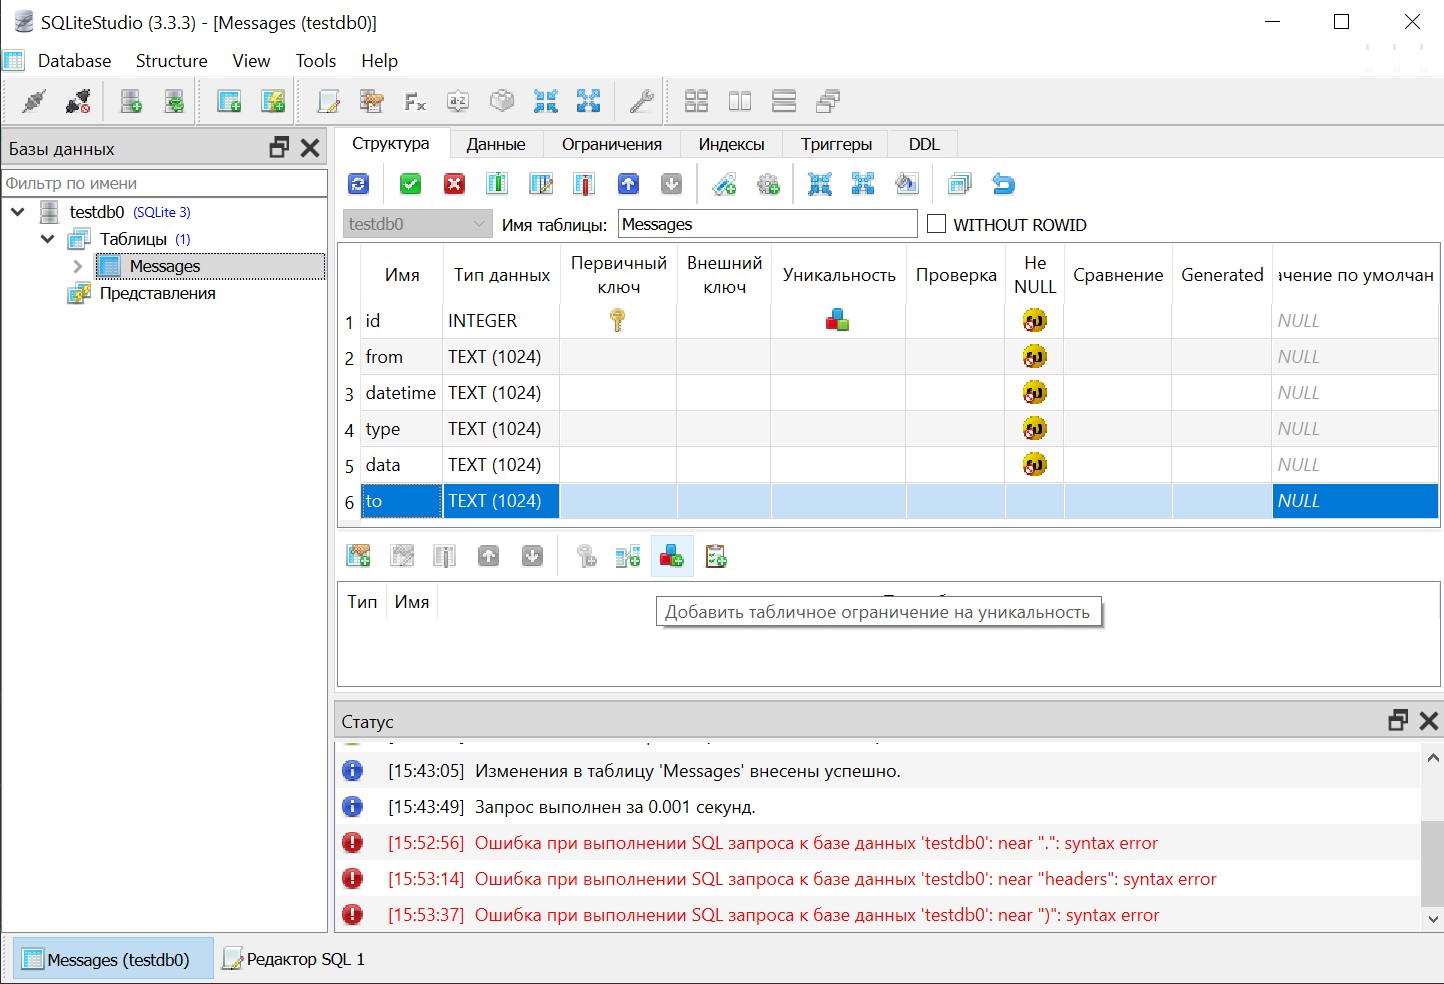 SQLiteStudio (3.3.3) - [Messages (testdb0)]
Database Structure View Tools Help
Базы данных
Фильтр по имени
testdb0 (SQLite 3)
Таблицы (1)
Messages
Представления
Структура Данные Ограничения Индексы Триггеры DDL
testdb0 Имя таблицы: Messages WITHOUT ROWID
Имя Тип данных Первичный ключ Внешний ключ Уникальность Проверка Не NULL Сравнение Generated ачение по умолчан
1 id INTEGER NULL
2 from TEXT (1024) NULL
3 datetime TEXT (1024) NULL
4 type TEXT (1024) NULL
5 data TEXT (1024) NULL
6 to TEXT (1024) NULL
Тип Имя
Добавить табличное ограничение на уникальность
Статус
[15:43:05] Изменения в таблицу 'Messages' внесены успешно.
[15:43:49] Запрос выполнен за 0.001 секунд.
[15:52:56] Ошибка при выполнении SQL запроса к базе данных 'testdb0': near ".": syntax error
[15:53:14] Ошибка при выполнении SQL запроса к базе данных 'testdb0': near "headers": syntax error
[15:53:37] Ошибка при выполнении SQL запроса к базе данных 'testdb0': near ")": syntax error
Messages (testdb0) Редактор SQL 1